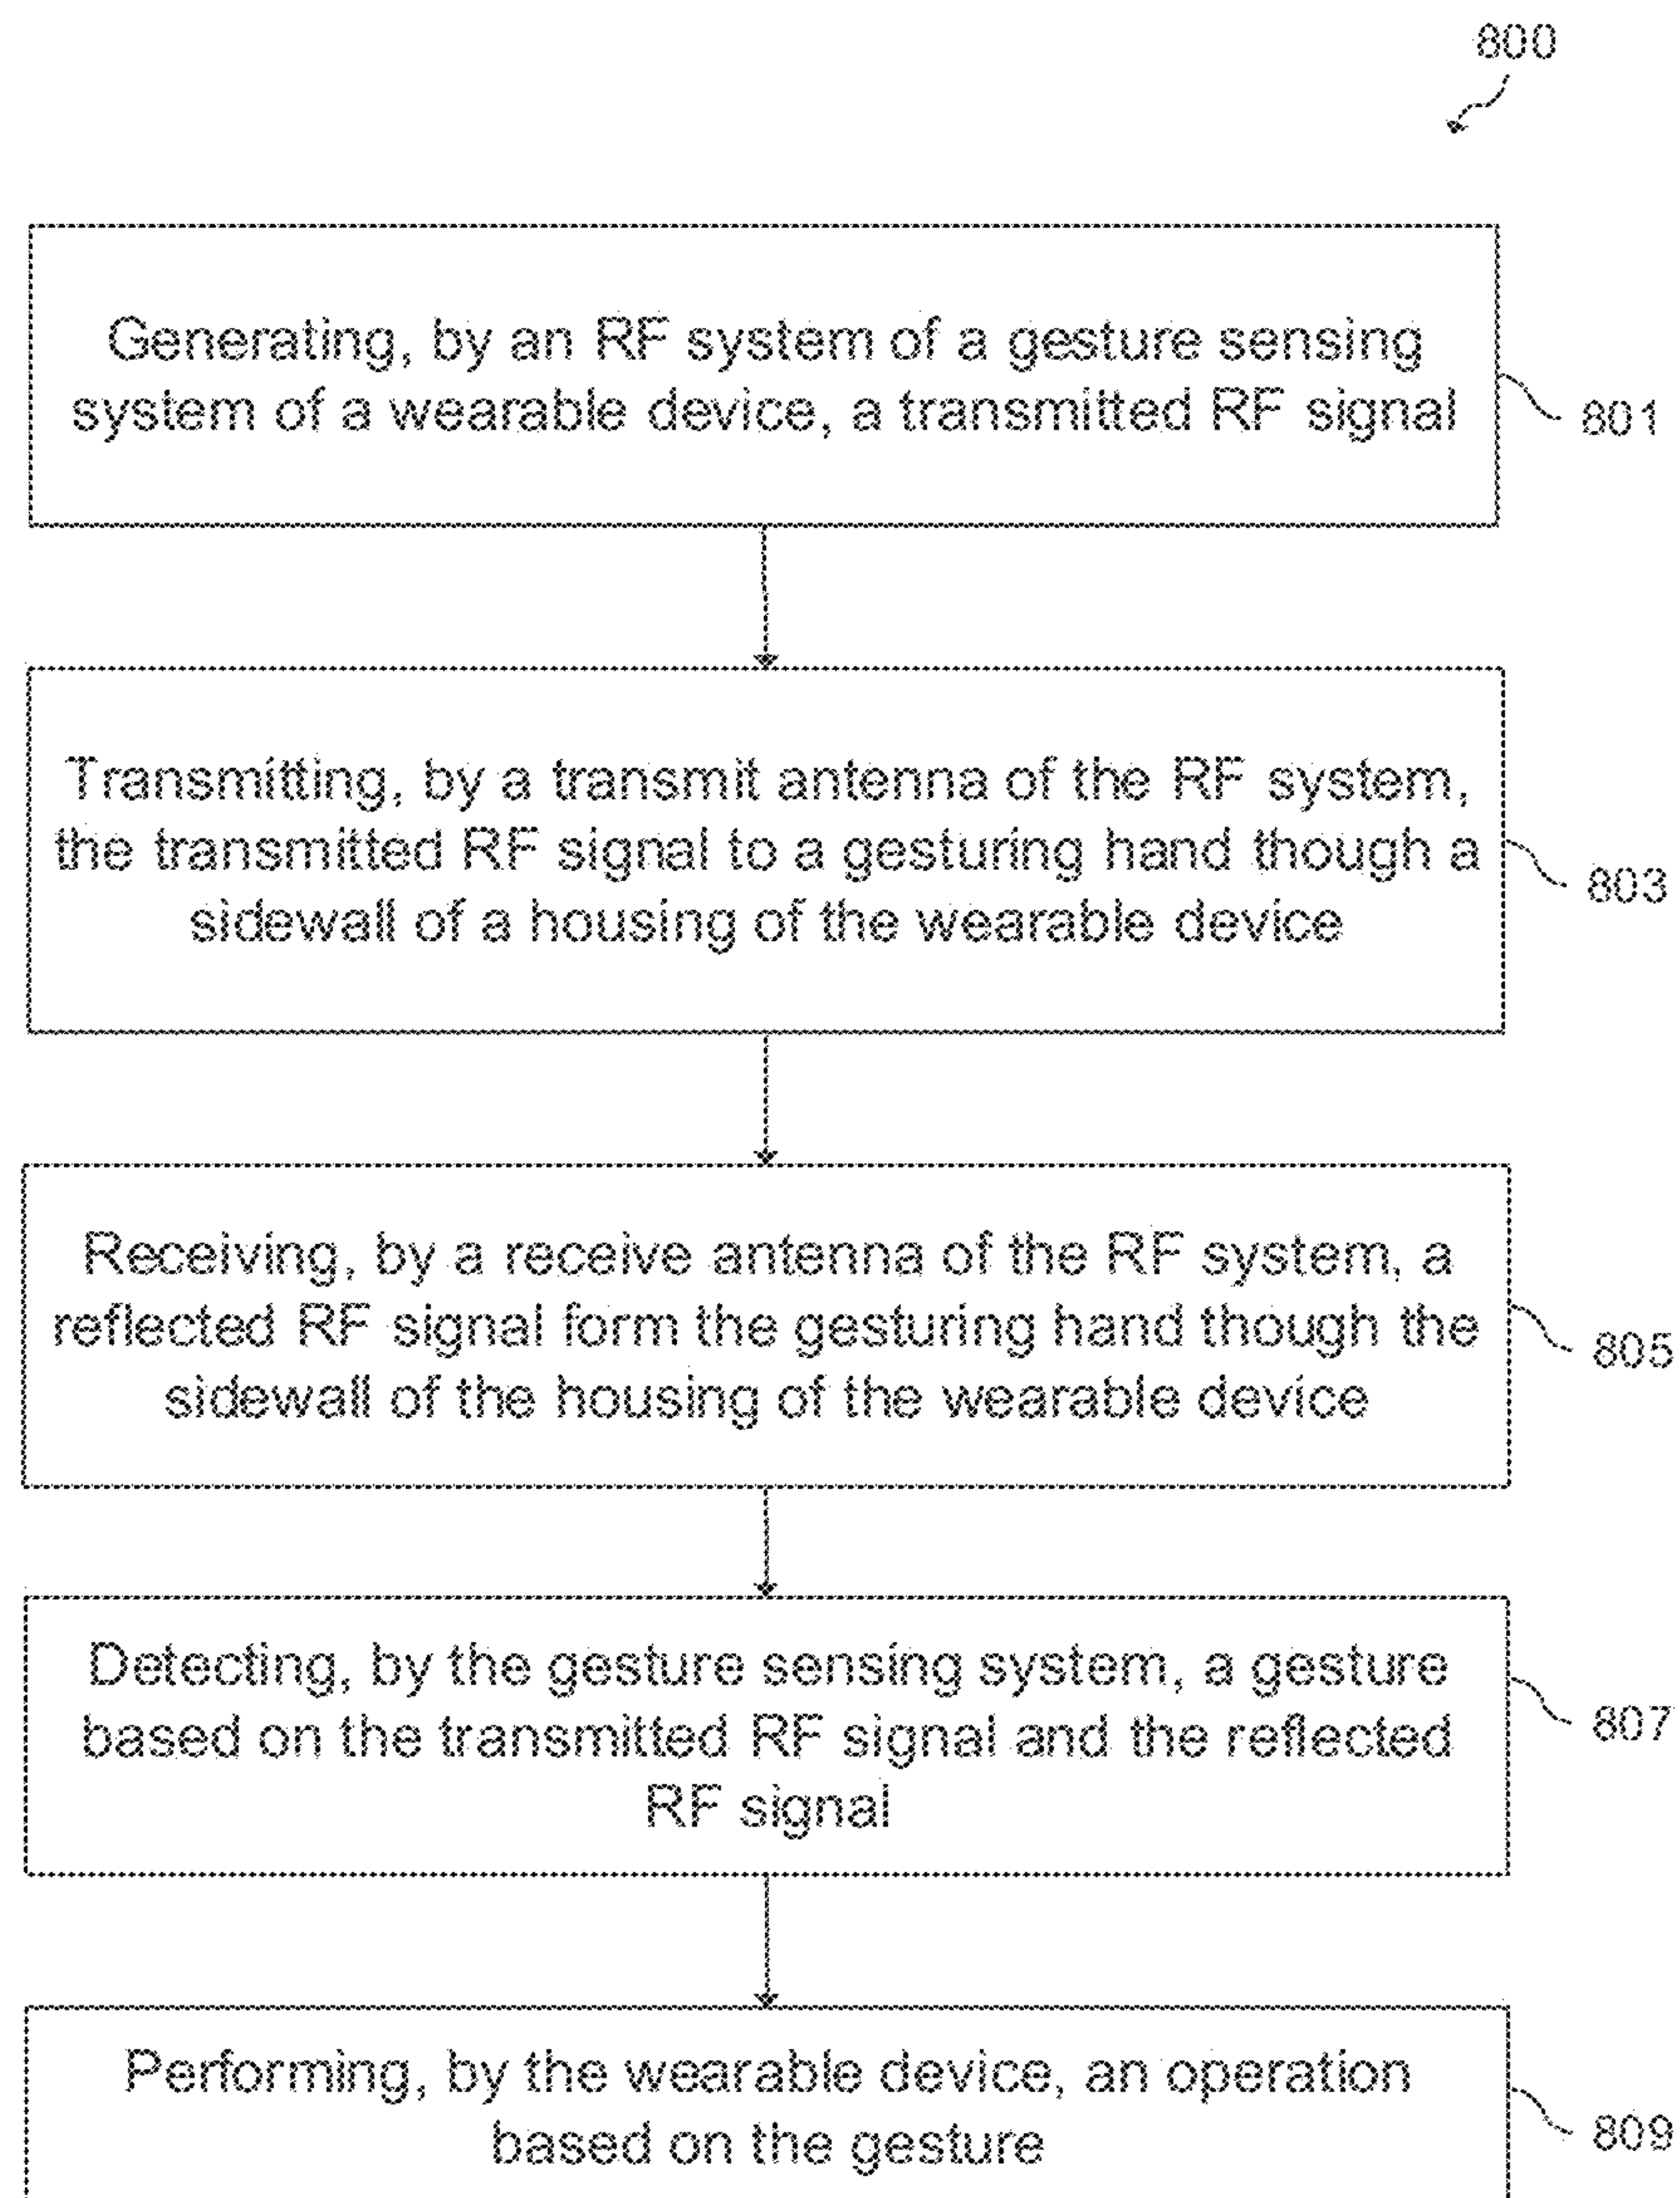 800
Generating, by an RF system of a gesture sensing
system of a wearable device, a transmitted RF signal
801
Transmitting, by a transmit antenna of the RF system,
the transmitted RF signal to a gesturing hand though a
sidewall of a housing of the wearable device
803
Receiving, by a receive antenna of the RF system, a
reflected RF signal form the gesturing hand though the
sidewall of the housing of the wearable device
805
Detecting, by the gesture sensing system, a gesture
based on the transmitted RF signal and the reflected
RF signal
807
Performing, by the wearable device, an operation
based on the gesture
809